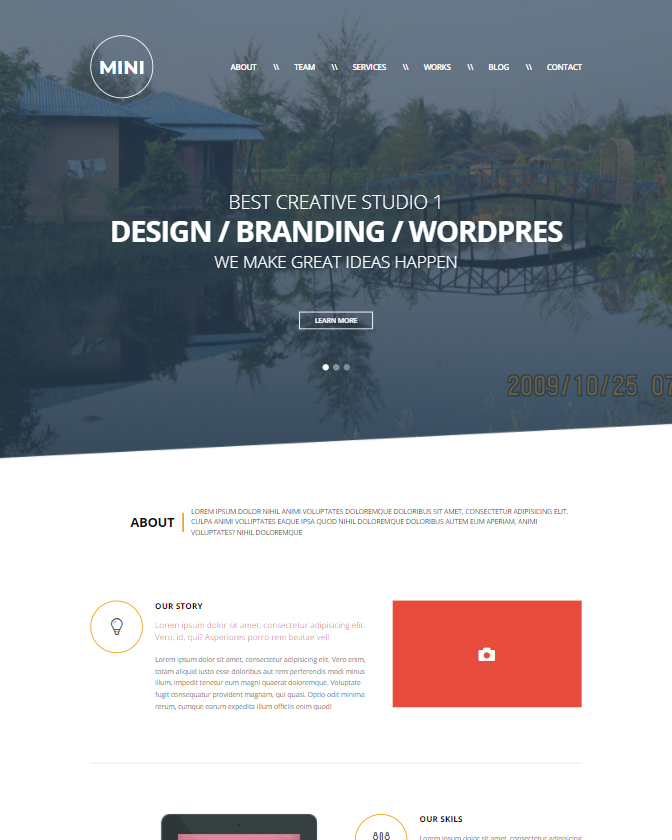 MINI
ABOUT \\ TEAM \\ SERVICES \\ WORKS \\ BLOG \\ CONTACT
BEST CREATIVE STUDIO 1
DESIGN / BRANDING / WORDPRES
WE MAKE GREAT IDEAS HAPPEN
LEARN MORE
2009/10/25 07
ABOUT
LOREM IPSUM DOLOR NIHIL ANIMI VOLUPTATES DOLOREMQUE DOLORIBUS SIT AMET, CONSECTETUR ADIPISICING ELIT.
CULPA ANIMI VOLUPTATES EAQUE IPSA QUOD NIHIL DOLOREMQUE DOLORIBUS AUTEM EUM APERIAM, ANIMI
VOLUPTATES? NIHIL DOLOREMQUE
OUR STORY
Lorem ipsum dolor sit amet, consectetur adipisicing elit.
Vero, id, qui? Asperiores porro rem beatae vel!
Lorem ipsum dolor sit amet, consectetur adipisicing elit. Vero enim,
totam aliquid iusto esse doloribus aut rem perferendis modi minus
illum, impedit tenetur eum magni quaerat doloremque. Voluptate
fugit consequatur provident magnam, qui quasi. Optio odit minima
rerum, cumque earum expedita illum officiis enim quod!
OUR SKILS
Lorem ipsum dolor sit amet, consectetur adipisicing